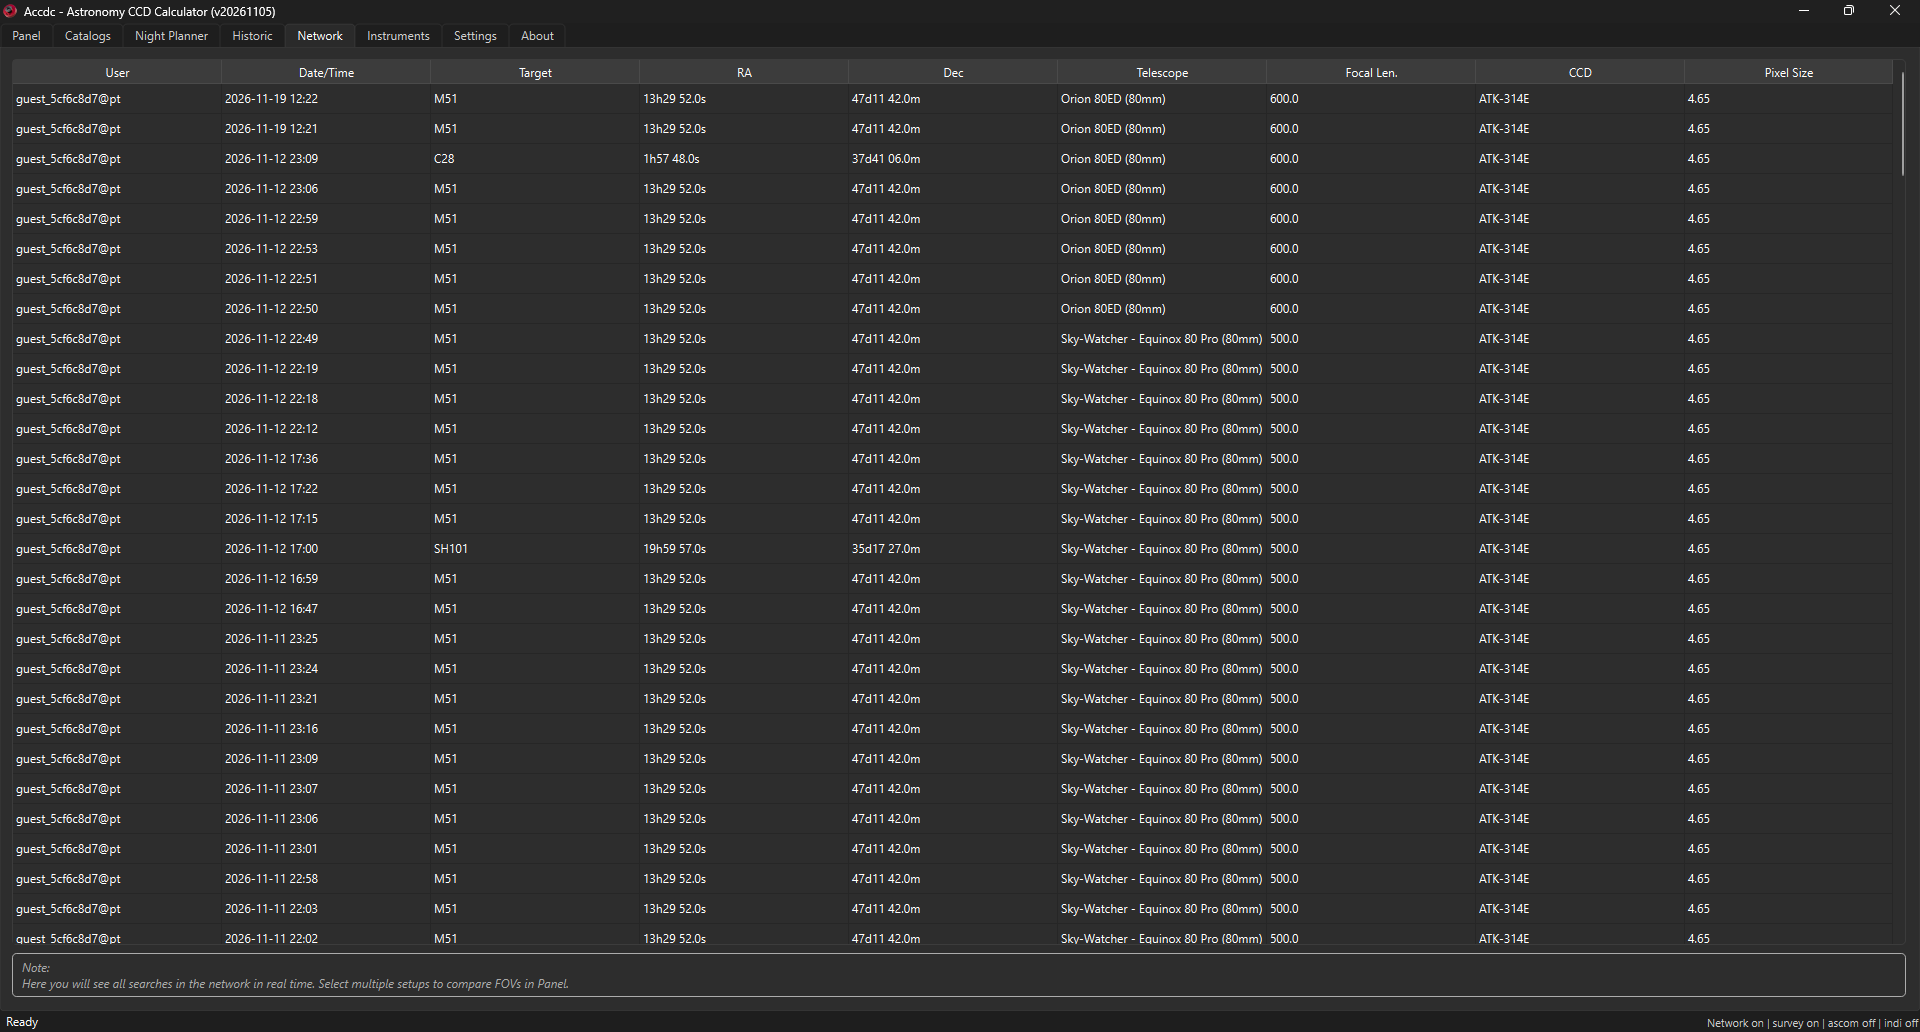 Accdc - Astronomy CCD Calculator (v20261105)
Panel Catalogs Night Planner Historic Network Instruments Settings About
User Date/Time Target RA Dec Telescope Focal Len. CCD Pixel Size
guest_5cf6c8d7@pt 2026-11-19 12:22 M51 13h29 52.0s 47d11 42.0m Orion 80ED (80mm) 600.0 ATK-314E 4.65
guest_5cf6c8d7@pt 2026-11-19 12:21 M51 13h29 52.0s 47d11 42.0m Orion 80ED (80mm) 600.0 ATK-314E 4.65
guest_5cf6c8d7@pt 2026-11-12 23:09 C28 1h57 48.0s 37d41 06.0m Orion 80ED (80mm) 600.0 ATK-314E 4.65
guest_5cf6c8d7@pt 2026-11-12 23:06 M51 13h29 52.0s 47d11 42.0m Orion 80ED (80mm) 600.0 ATK-314E 4.65
guest_5cf6c8d7@pt 2026-11-12 22:59 M51 13h29 52.0s 47d11 42.0m Orion 80ED (80mm) 600.0 ATK-314E 4.65
guest_5cf6c8d7@pt 2026-11-12 22:53 M51 13h29 52.0s 47d11 42.0m Orion 80ED (80mm) 600.0 ATK-314E 4.65
guest_5cf6c8d7@pt 2026-11-12 22:51 M51 13h29 52.0s 47d11 42.0m Orion 80ED (80mm) 600.0 ATK-314E 4.65
guest_5cf6c8d7@pt 2026-11-12 22:50 M51 13h29 52.0s 47d11 42.0m Orion 80ED (80mm) 600.0 ATK-314E 4.65
guest_5cf6c8d7@pt 2026-11-12 22:49 M51 13h29 52.0s 47d11 42.0m Sky-Watcher - Equinox 80 Pro (80mm) 500.0 ATK-314E 4.65
guest_5cf6c8d7@pt 2026-11-12 22:19 M51 13h29 52.0s 47d11 42.0m Sky-Watcher - Equinox 80 Pro (80mm) 500.0 ATK-314E 4.65
guest_5cf6c8d7@pt 2026-11-12 22:18 M51 13h29 52.0s 47d11 42.0m Sky-Watcher - Equinox 80 Pro (80mm) 500.0 ATK-314E 4.65
guest_5cf6c8d7@pt 2026-11-12 22:12 M51 13h29 52.0s 47d11 42.0m Sky-Watcher - Equinox 80 Pro (80mm) 500.0 ATK-314E 4.65
guest_5cf6c8d7@pt 2026-11-12 17:36 M51 13h29 52.0s 47d11 42.0m Sky-Watcher - Equinox 80 Pro (80mm) 500.0 ATK-314E 4.65
guest_5cf6c8d7@pt 2026-11-12 17:22 M51 13h29 52.0s 47d11 42.0m Sky-Watcher - Equinox 80 Pro (80mm) 500.0 ATK-314E 4.65
guest_5cf6c8d7@pt 2026-11-12 17:15 M51 13h29 52.0s 47d11 42.0m Sky-Watcher - Equinox 80 Pro (80mm) 500.0 ATK-314E 4.65
guest_5cf6c8d7@pt 2026-11-12 17:00 SH101 19h59 57.0s 35d17 27.0m Sky-Watcher - Equinox 80 Pro (80mm) 500.0 ATK-314E 4.65
guest_5cf6c8d7@pt 2026-11-12 16:59 M51 13h29 52.0s 47d11 42.0m Sky-Watcher - Equinox 80 Pro (80mm) 500.0 ATK-314E 4.65
guest_5cf6c8d7@pt 2026-11-12 16:47 M51 13h29 52.0s 47d11 42.0m Sky-Watcher - Equinox 80 Pro (80mm) 500.0 ATK-314E 4.65
guest_5cf6c8d7@pt 2026-11-11 23:25 M51 13h29 52.0s 47d11 42.0m Sky-Watcher - Equinox 80 Pro (80mm) 500.0 ATK-314E 4.65
guest_5cf6c8d7@pt 2026-11-11 23:24 M51 13h29 52.0s 47d11 42.0m Sky-Watcher - Equinox 80 Pro (80mm) 500.0 ATK-314E 4.65
guest_5cf6c8d7@pt 2026-11-11 23:21 M51 13h29 52.0s 47d11 42.0m Sky-Watcher - Equinox 80 Pro (80mm) 500.0 ATK-314E 4.65
guest_5cf6c8d7@pt 2026-11-11 23:16 M51 13h29 52.0s 47d11 42.0m Sky-Watcher - Equinox 80 Pro (80mm) 500.0 ATK-314E 4.65
guest_5cf6c8d7@pt 2026-11-11 23:09 M51 13h29 52.0s 47d11 42.0m Sky-Watcher - Equinox 80 Pro (80mm) 500.0 ATK-314E 4.65
guest_5cf6c8d7@pt 2026-11-11 23:07 M51 13h29 52.0s 47d11 42.0m Sky-Watcher - Equinox 80 Pro (80mm) 500.0 ATK-314E 4.65
guest_5cf6c8d7@pt 2026-11-11 23:06 M51 13h29 52.0s 47d11 42.0m Sky-Watcher - Equinox 80 Pro (80mm) 500.0 ATK-314E 4.65
guest_5cf6c8d7@pt 2026-11-11 23:01 M51 13h29 52.0s 47d11 42.0m Sky-Watcher - Equinox 80 Pro (80mm) 500.0 ATK-314E 4.65
guest_5cf6c8d7@pt 2026-11-11 22:58 M51 13h29 52.0s 47d11 42.0m Sky-Watcher - Equinox 80 Pro (80mm) 500.0 ATK-314E 4.65
guest_5cf6c8d7@pt 2026-11-11 22:03 M51 13h29 52.0s 47d11 42.0m Sky-Watcher - Equinox 80 Pro (80mm) 500.0 ATK-314E 4.65
guest_5cf6c8d7@pt 2026-11-11 22:02 M51 13h29 52.0s 47d11 42.0m Sky-Watcher - Equinox 80 Pro (80mm) 500.0 ATK-314E 4.65
Note:
Here you will see all searches in the network in real time. Select multiple setups to compare FOVs in Panel.
Ready Network on | survey on | ascom off | indi off